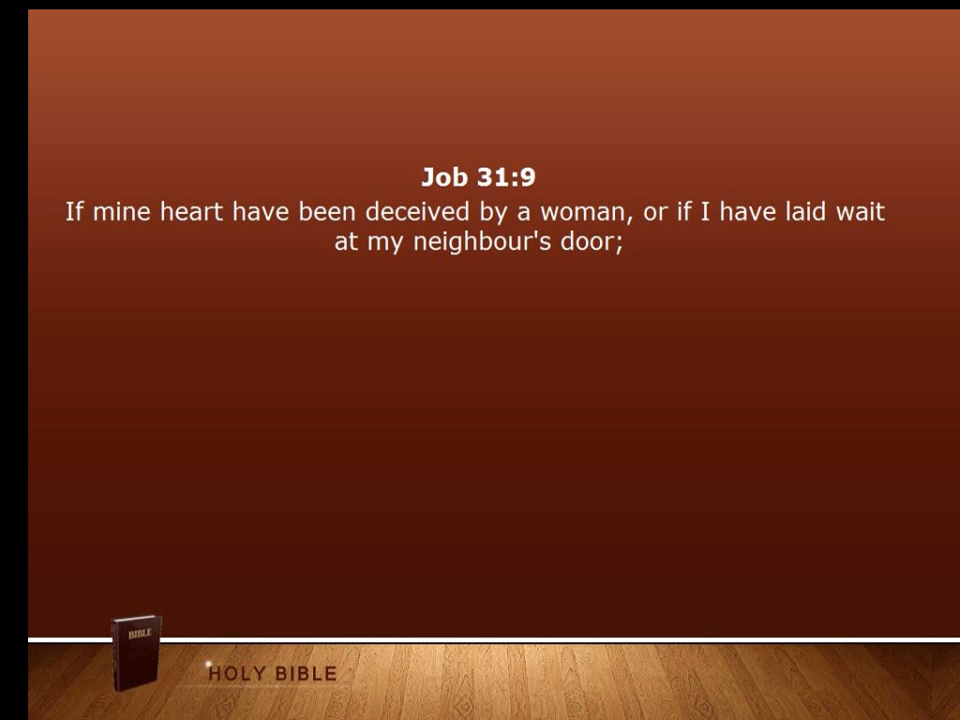 Job 31:9
If mine heart have been deceived by a woman, or if I have laid wait
at my neighbour's door;
BIBLE
HOLY BIBLE